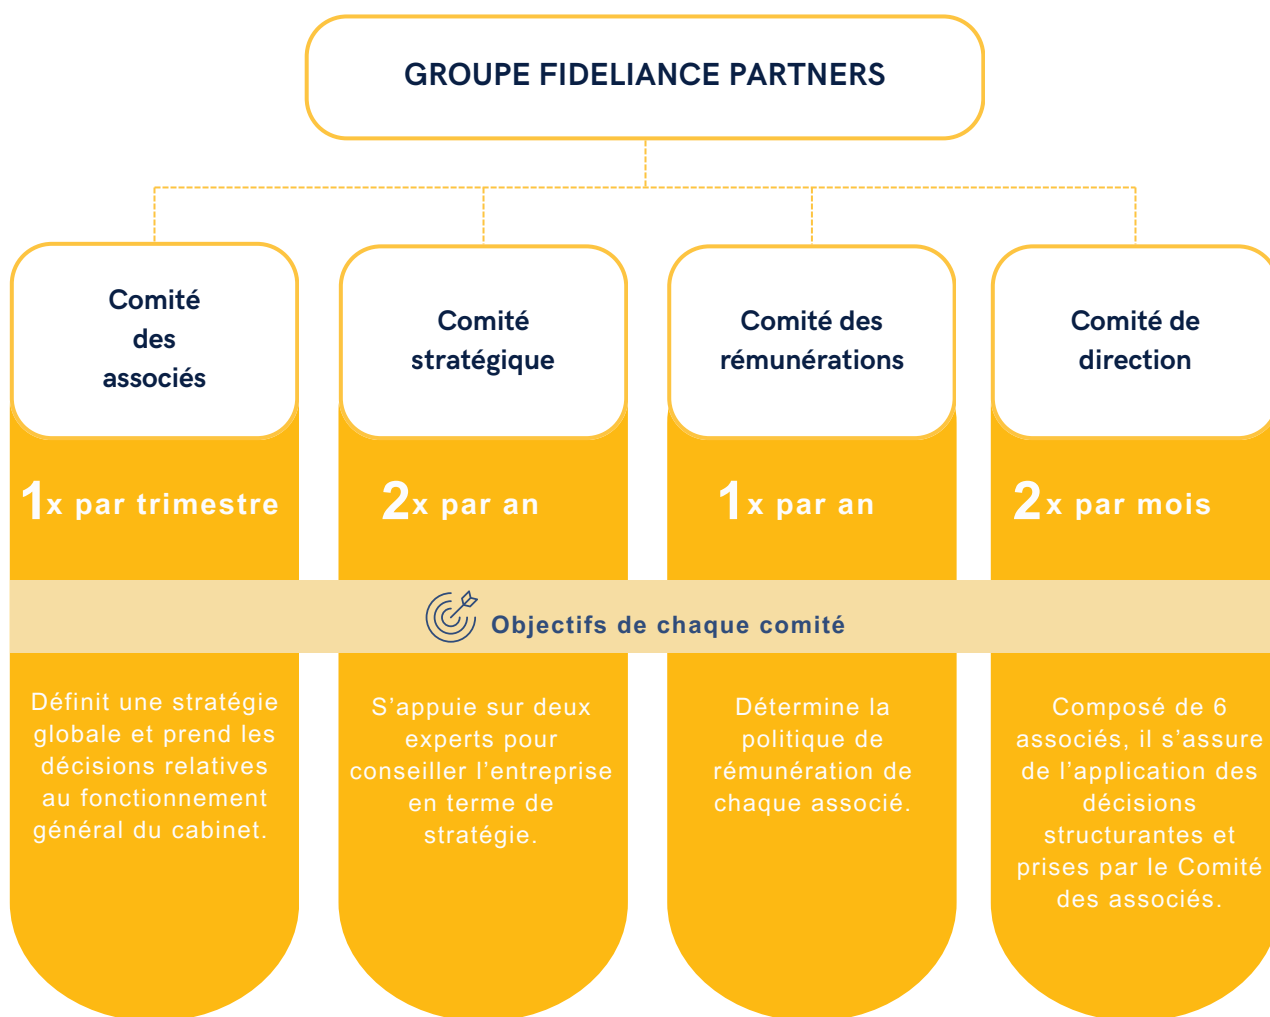 GROUPE FIDELIANCE PARTNERS
Comité
des
associés
1x par trimestre
Comité
stratégique
2x par an
Comité des
rémunérations
1x par an
Comité de
direction
2x par mois
Objectifs de chaque comité
Définit une stratégie
globale et prend les
décisions relatives
au fonctionnement
général du cabinet.
S’appuie sur deux
experts pour
conseiller l’entreprise
en terme de
stratégie.
Détermine la
politique de
rémunération de
chaque associé.
Composé de 6
associés, il s’assure
de l’application des
décisions
structurantes et
prises par le Comité
des associés.